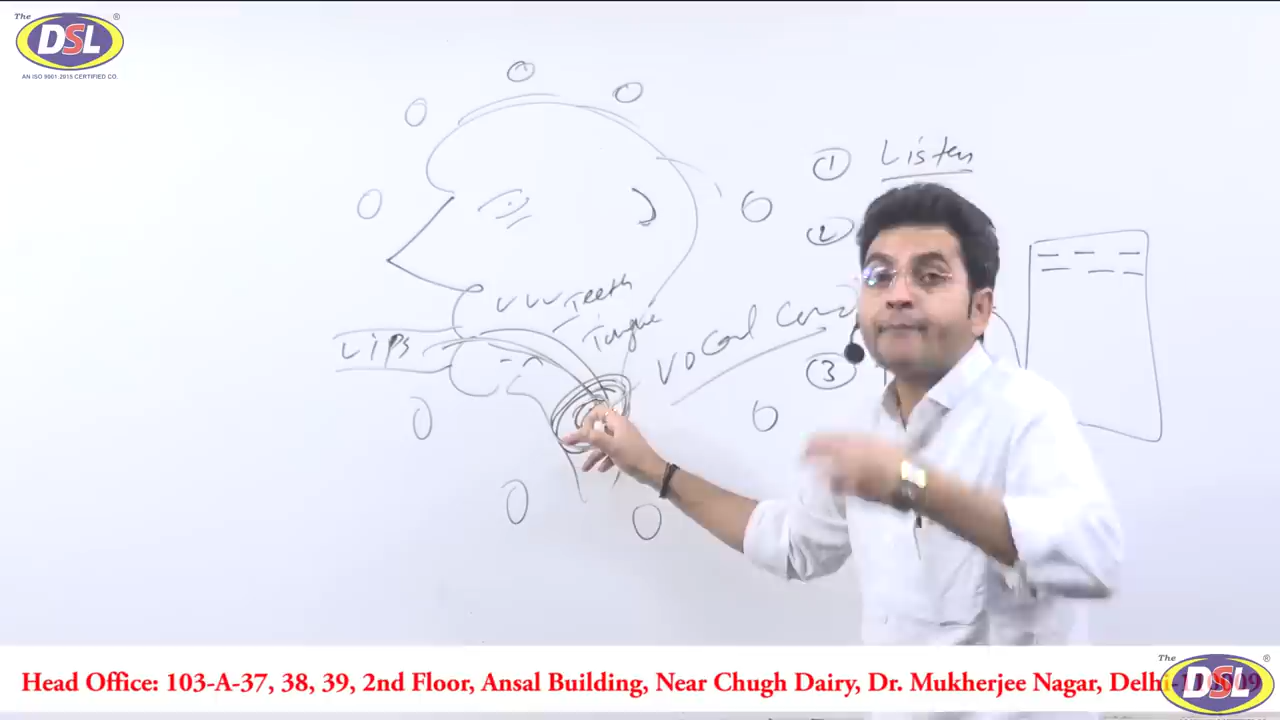 The
DSL
®
AN ISO 9001:2015 CERTIFIED CO.
① Listen
②
Teeth
Tongue
Lips
Vocal
③
Head Office: 103-A-37, 38, 39, 2nd Floor, Ansal Building, Near Chugh Dairy, Dr. Mukherjee Nagar, Delhi
The
DSL
®